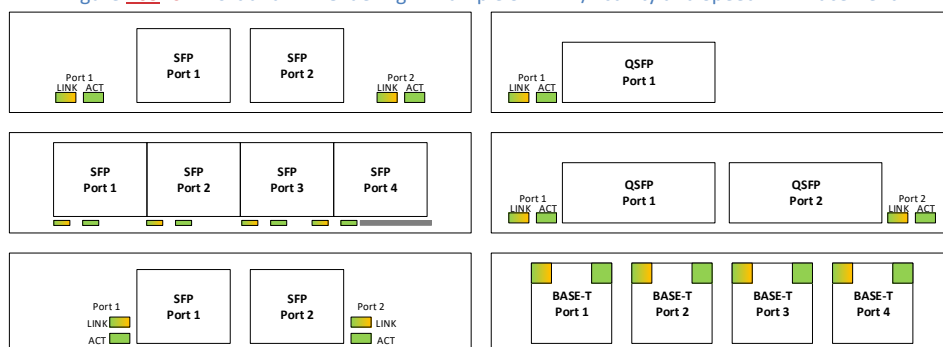 SFP
Port 1
SFP
Port 2
Port 1
LINK ACT
Port 2
LINK ACT
QSFP
Port 1
Port 1
LINK ACT
SFP
Port 1
SFP
Port 2
SFP
Port 3
SFP
Port 4
QSFP
Port 1
QSFP
Port 2
Port 1
LINK ACT
Port 2
LINK ACT
Port 1
LINK
ACT
SFP
Port 1
SFP
Port 2
Port 2
LINK
ACT
BASE-T
Port 1
BASE-T
Port 2
BASE-T
Port 3
BASE-T
Port 4